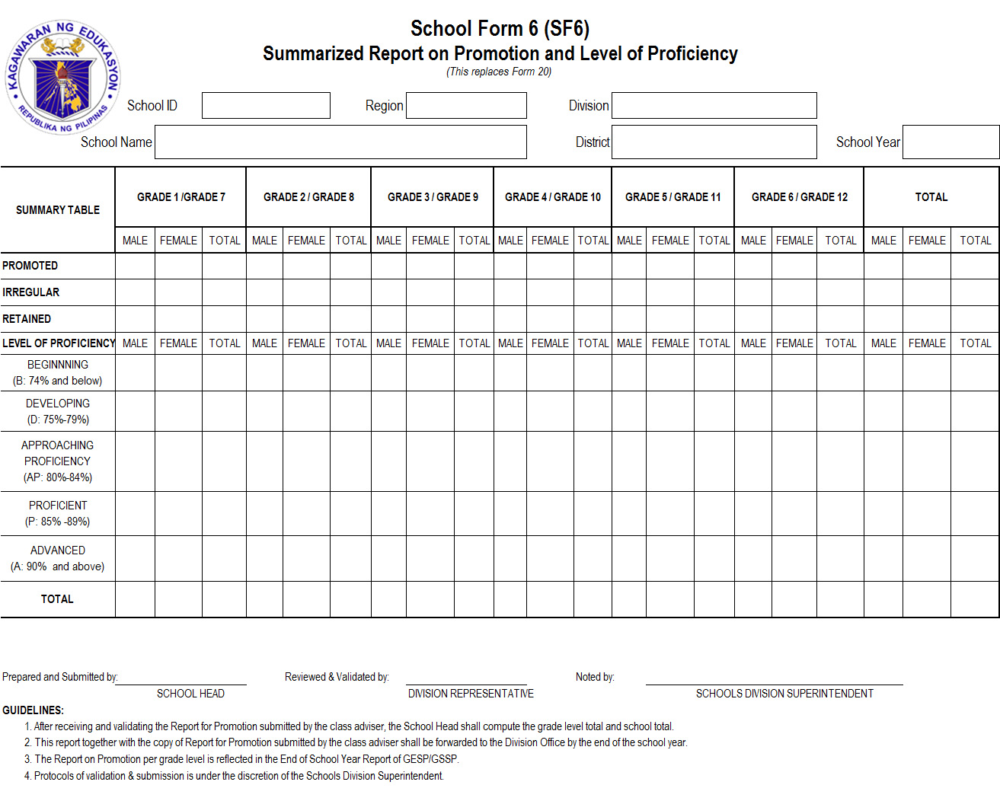 School Form 6 (SF6)
Summarized Report on Promotion and Level of Proficiency
(This replaces Form 20)
KAGAWARAN NG EDUKASYON
REPUBLIKA NG PILIPINAS
School ID Region Division
School Name District School Year
SUMMARY TABLE GRADE 1 /GRADE 7 GRADE 2 / GRADE 8 GRADE 3 / GRADE 9 GRADE 4 / GRADE 10 GRADE 5 / GRADE 11 GRADE 6 / GRADE 12 TOTAL
MALE FEMALE TOTAL MALE FEMALE TOTAL MALE FEMALE TOTAL MALE FEMALE TOTAL MALE FEMALE TOTAL MALE FEMALE TOTAL MALE FEMALE TOTAL
PROMOTED
IRREGULAR
RETAINED
LEVEL OF PROFICIENCY MALE FEMALE TOTAL MALE FEMALE TOTAL MALE FEMALE TOTAL MALE FEMALE TOTAL MALE FEMALE TOTAL MALE FEMALE TOTAL MALE FEMALE TOTAL
BEGINNNING
(B: 74% and below)
DEVELOPING
(D: 75%-79%)
APPROACHING
PROFICIENCY
(AP: 80%-84%)
PROFICIENT
(P: 85% -89%)
ADVANCED
(A: 90%  and above)
TOTAL
Prepared and Submitted by: Reviewed & Validated by: Noted by:
SCHOOL HEAD DIVISION REPRESENTATIVE SCHOOLS DIVISION SUPERINTENDENT
GUIDELINES:
1. After receiving and validating the Report for Promotion submitted by the class adviser, the School Head shall compute the grade level total and school total.
2. This report together with the copy of Report for Promotion submitted by the class adviser shall be forwarded to the Division Office by the end of the school year.
3. The Report on Promotion per grade level is reflected in the End of School Year Report of GESP/GSSP.
4. Protocols of validation & submission is under the discretion of the Schools Division Superintendent.